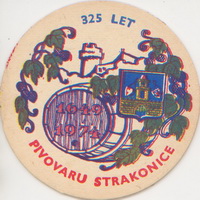 325 LET
1649
1974
PIVOVARU STRAKONICE